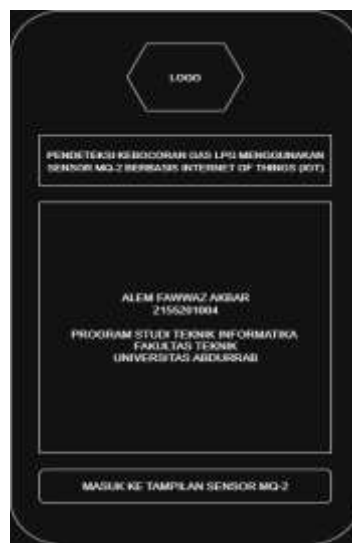 LOGO
PENDETEKSI KEBOCORAN GAS LPG MENGGUNAKAN
SENSOR MQ-2 BERBASIS INTERNET OF THINGS (IOT)
ALEM FAWWAZ AKBAR
2155201004
PROGRAM STUDI TEKNIK INFORMATIKA
FAKULTAS TEKNIK
UNIVERSITAS ABDURRAB
MASUK KE TAMPILAN SENSOR MQ-2